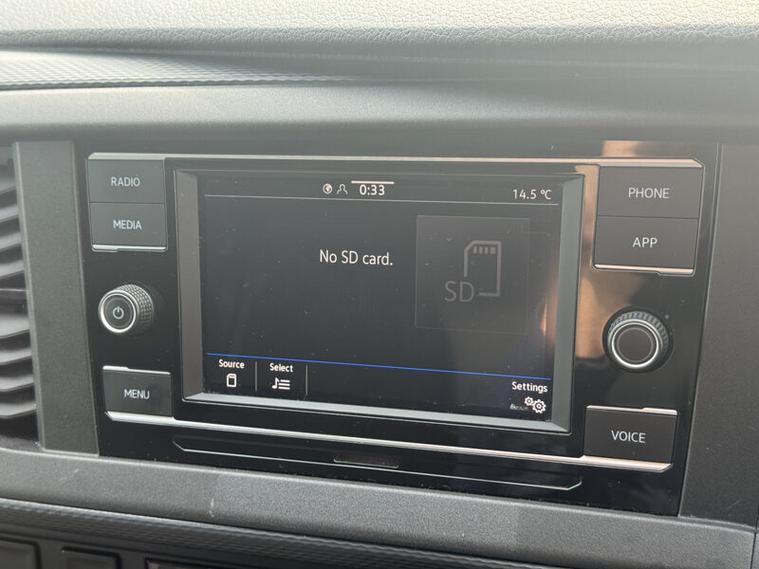 RADIO
MEDIA
MENU
0:33
14.5 °C
No SD card.
SD
Source
Select
Settings
PHONE
APP
VOICE